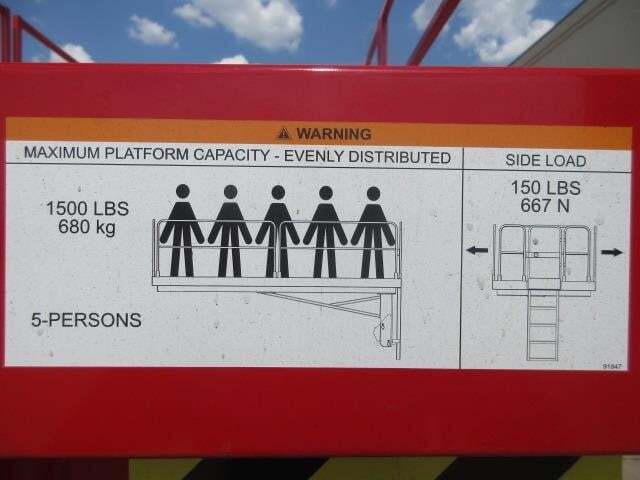 WARNING
MAXIMUM PLATFORM CAPACITY - EVENLY DISTRIBUTED
1500 LBS
680 kg
5-PERSONS
SIDE LOAD
150 LBS
667 N
91847